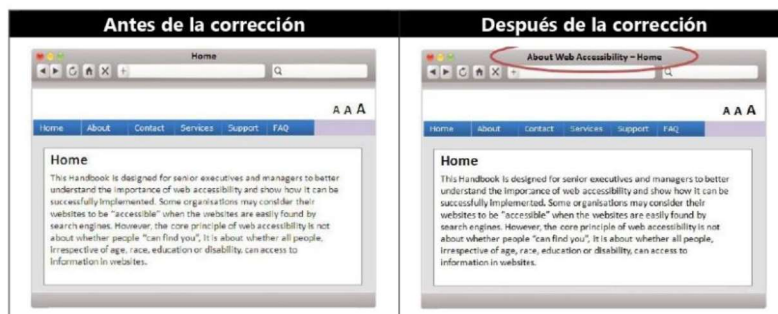 Antes de la corrección
Después de la corrección
Home
A A A
Home About Contact Services Support FAQ
Home
This Handbook is designed for senior executives and managers to better
understand the importance of web accessibility and show how it can be
successfully implemented. Some organisations may consider their
websites to be "accessible" when the websites are easily found by
search engines. However, the core principle of web accessibility is not
about whether people "can find you", it is about whether all people,
irrespective of age, race, education or disability, can access to
information in websites.
About Web Accessibility – Home
A A A
Home About Contact Services Support FAQ
Home
This Handbook is designed for senior executives and managers to better
understand the importance of web accessibility and show how it can be
successfully implemented. Some organisations may consider their
websites to be "accessible" when the websites are easily found by
search engines. However, the core principle of web accessibility is not
about whether people "can find you", it is about whether all people,
irrespective of age, race, education or disability, can access to
information in websites.